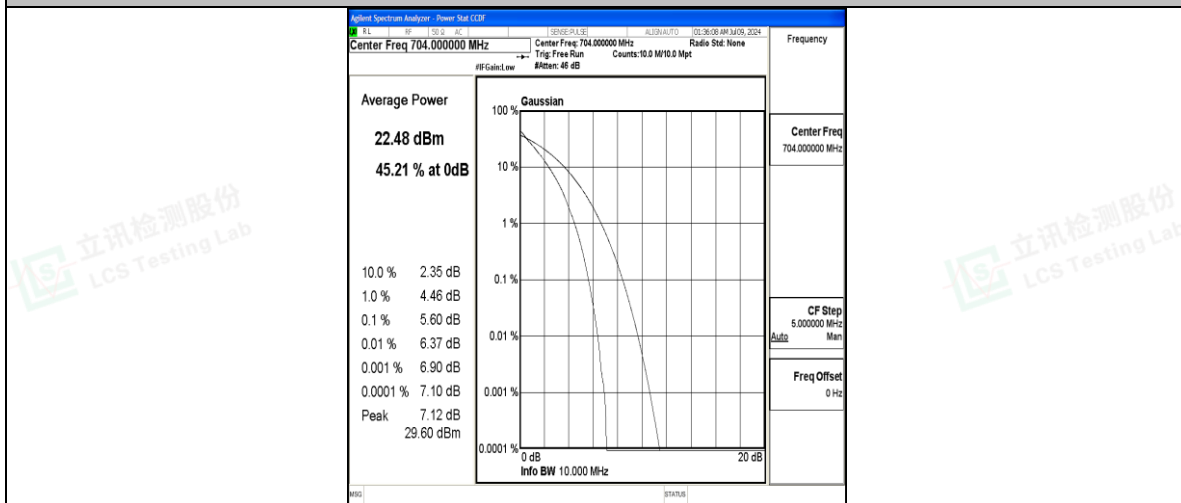 Agilent Spectrum Analyzer - Power Stat CCDF
RL RF 50 Ω AC SENSE:PULSE ALIGN AUTO 01:36:08 AM Jul 09, 2024
Center Freq 704.000000 MHz
Center Freq: 704.000000 MHz Radio Std: None
Trig: Free Run Counts:10.0 M/10.0 Mpt
#IFGain:Low #Atten: 46 dB
Frequency
Average Power
22.48 dBm
45.21 % at 0dB
10.0 % 2.35 dB
1.0 % 4.46 dB
0.1 % 5.60 dB
0.01 % 6.37 dB
0.001 % 6.90 dB
0.0001 % 7.10 dB
Peak 7.12 dB
29.60 dBm
Gaussian
100 %
10 %
1 %
0.1 %
0.01 %
0.001 %
0.0001 %
0 dB 20 dB
Info BW 10.000 MHz
Center Freq
704.000000 MHz
CF Step
5.000000 MHz
Auto Man
Freq Offset
0 Hz
MSG STATUS
立讯检测股份
LCS Testing Lab
立讯检测股份
LCS Testing Lab